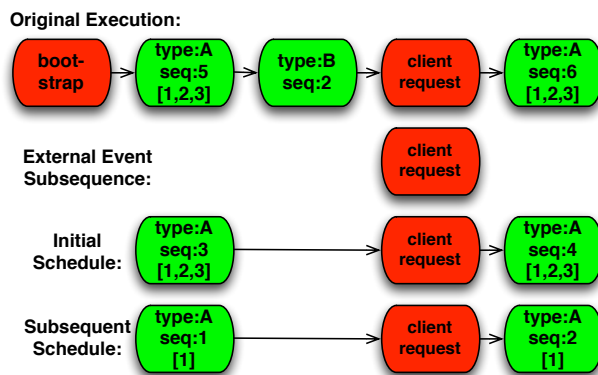 Original Execution:
boot-
strap
type:A
seq:5
[1,2,3]
type:B
seq:2
client
request
type:A
seq:6
[1,2,3]
External Event
Subsequence:
client
request
Initial
Schedule:
type:A
seq:3
[1,2,3]
client
request
type:A
seq:4
[1,2,3]
Subsequent
Schedule:
type:A
seq:1
[1]
client
request
type:A
seq:2
[1]